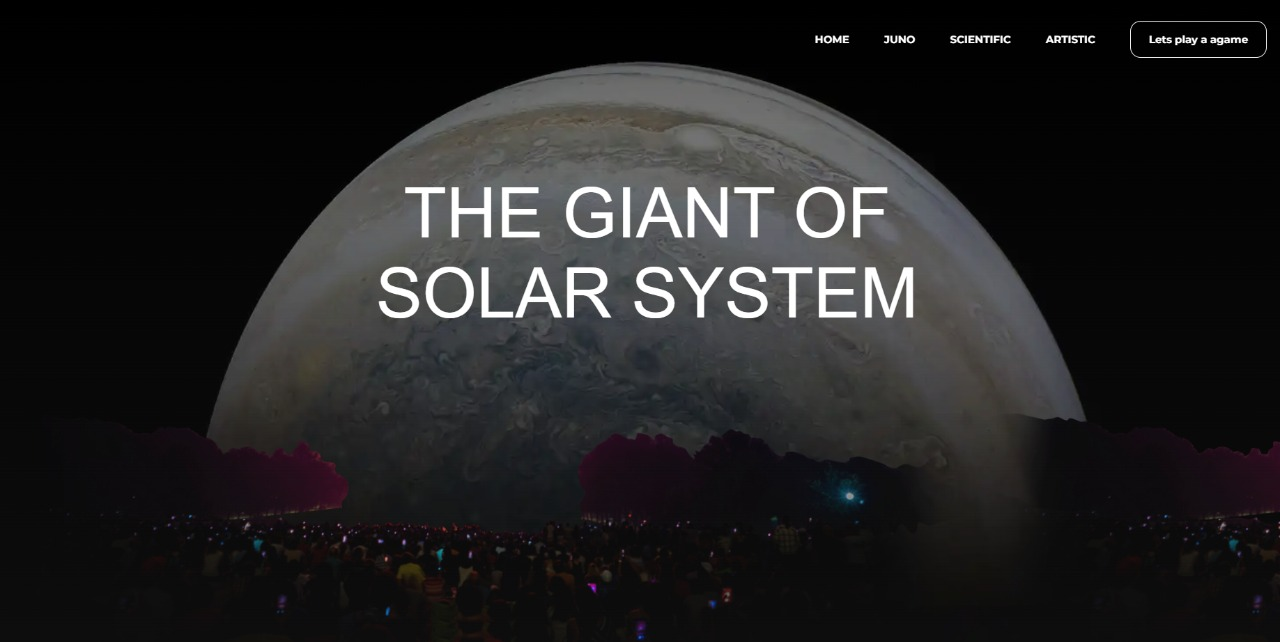 HOME JUNO SCIENTIFIC ARTISTIC Lets play a agame
THE GIANT OF
SOLAR SYSTEM